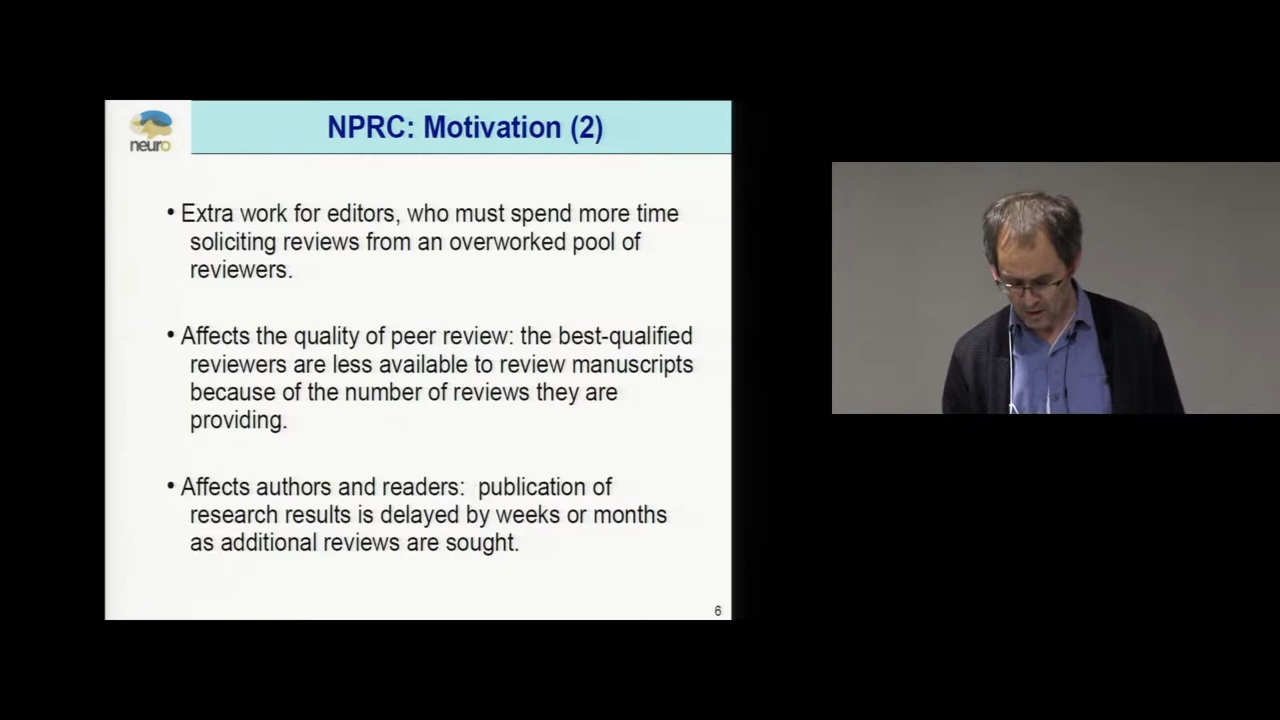 neuro
NPRC: Motivation (2)
• Extra work for editors, who must spend more time
soliciting reviews from an overworked pool of
reviewers.
• Affects the quality of peer review: the best-qualified
reviewers are less available to review manuscripts
because of the number of reviews they are
providing.
• Affects authors and readers: publication of
research results is delayed by weeks or months
as additional reviews are sought.
6